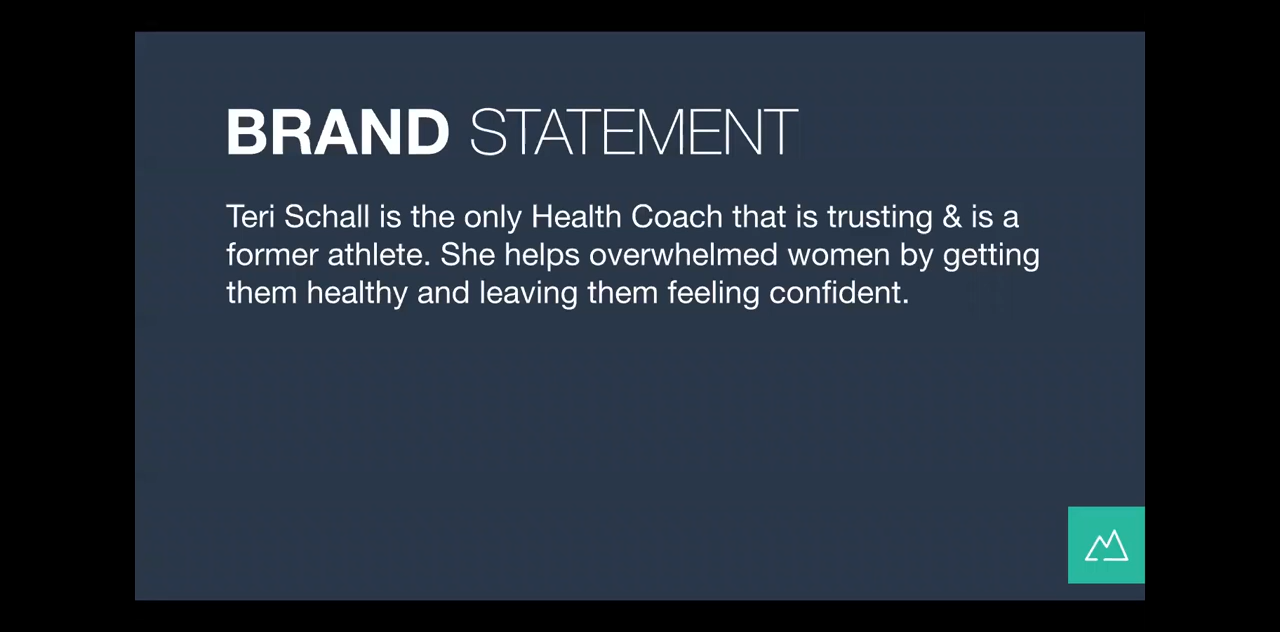 BRAND STATEMENT
Teri Schall is the only Health Coach that is trusting & is a
former athlete. She helps overwhelmed women by getting
them healthy and leaving them feeling confident.